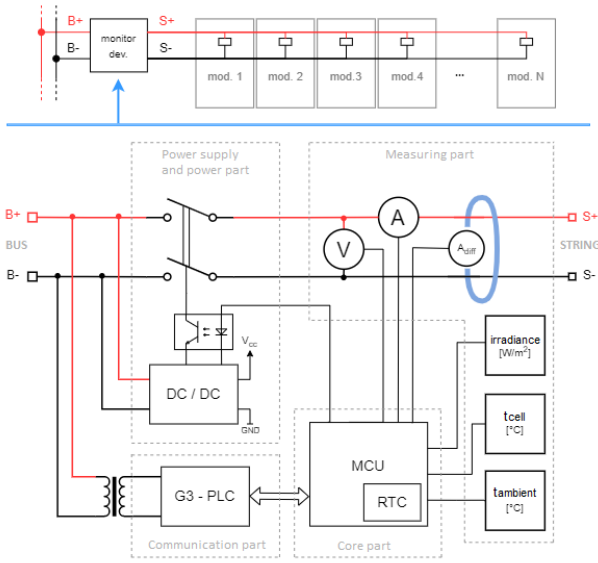 B+
S+
B-
S-
monitor
dev.
mod. 1
mod. 2
mod.3
mod.4
...
mod. N
Power supply
and power part
Measuring part
B+
A
S+
BUS
V
Adiff
STRING
B-
S-
Vcc
irradiance
[W/m²]
DC / DC
GND
tcell
[°C]
MCU
G3 - PLC
RTC
tambient
[°C]
Communication part
Core part